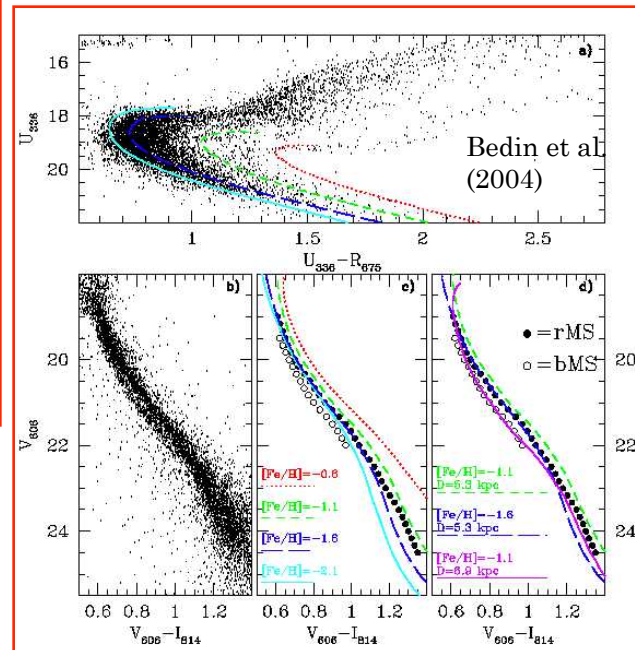 a)
16
18
20
U336
Bedin et al.
(2004)
1
1.5
2
2.5
U336-R675
b)
c)
d)
● =rMS
○ =bMS
20
22
24
V606
[Fe/H]=-0.6
[Fe/H]=-1.1
[Fe/H]=-1.6
[Fe/H]=-2.1
[Fe/H]=-1.1
D=5.3 kpc
[Fe/H]=-1.6
D=5.3 kpc
[Fe/H]=-1.1
D=6.9 kpc
0.6 0.8 1 1.2
0.6 0.8 1 1.2
0.6 0.8 1 1.2
V606-I814
V606-I814
V606-I814